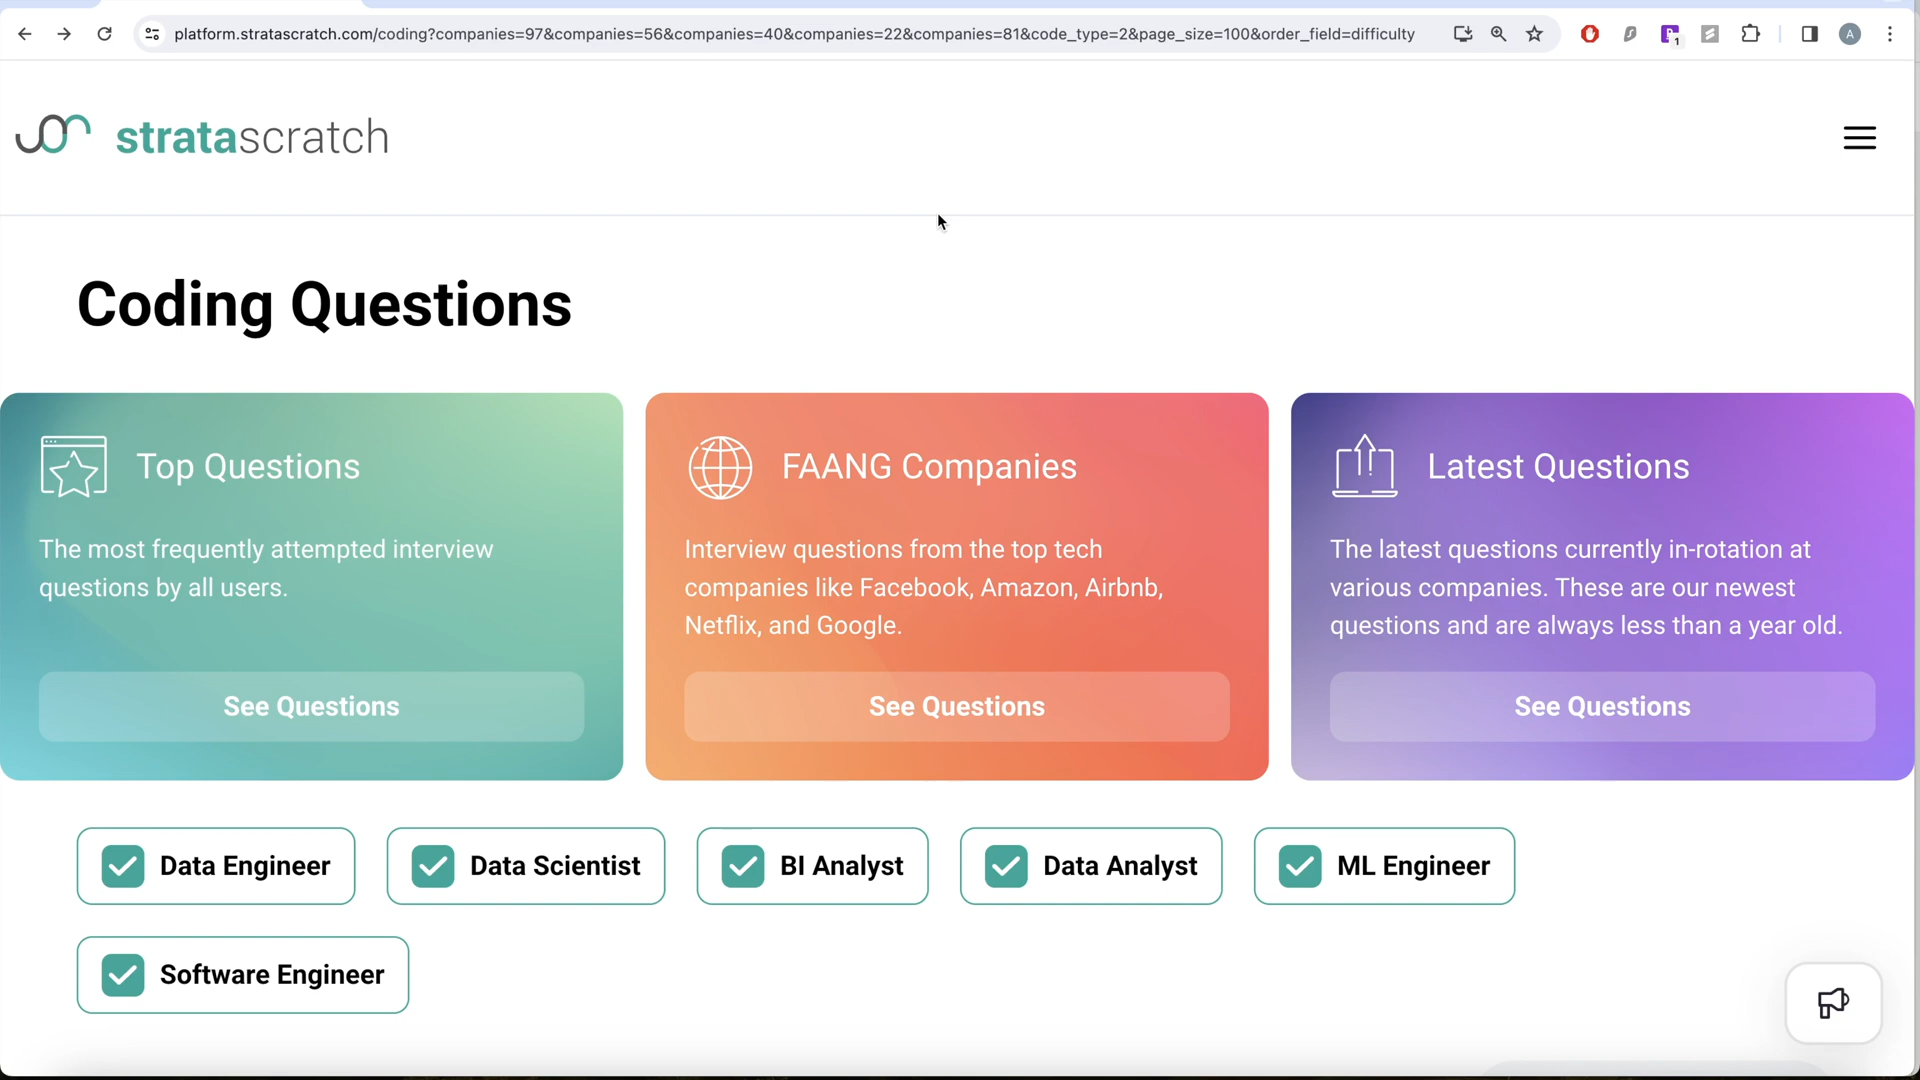 platform.stratascratch.com/coding?companies=97&companies=56&companies=40&companies=22&companies=81&code_type=2&page_size=100&order_field=difficulty
1
A
stratascratch
Coding Questions
Top Questions
The most frequently attempted interview
questions by all users.
See Questions
FAANG Companies
Interview questions from the top tech
companies like Facebook, Amazon, Airbnb,
Netflix, and Google.
See Questions
Latest Questions
The latest questions currently in-rotation at
various companies. These are our newest
questions and are always less than a year old.
See Questions
Data Engineer
Data Scientist
BI Analyst
Data Analyst
ML Engineer
Software Engineer